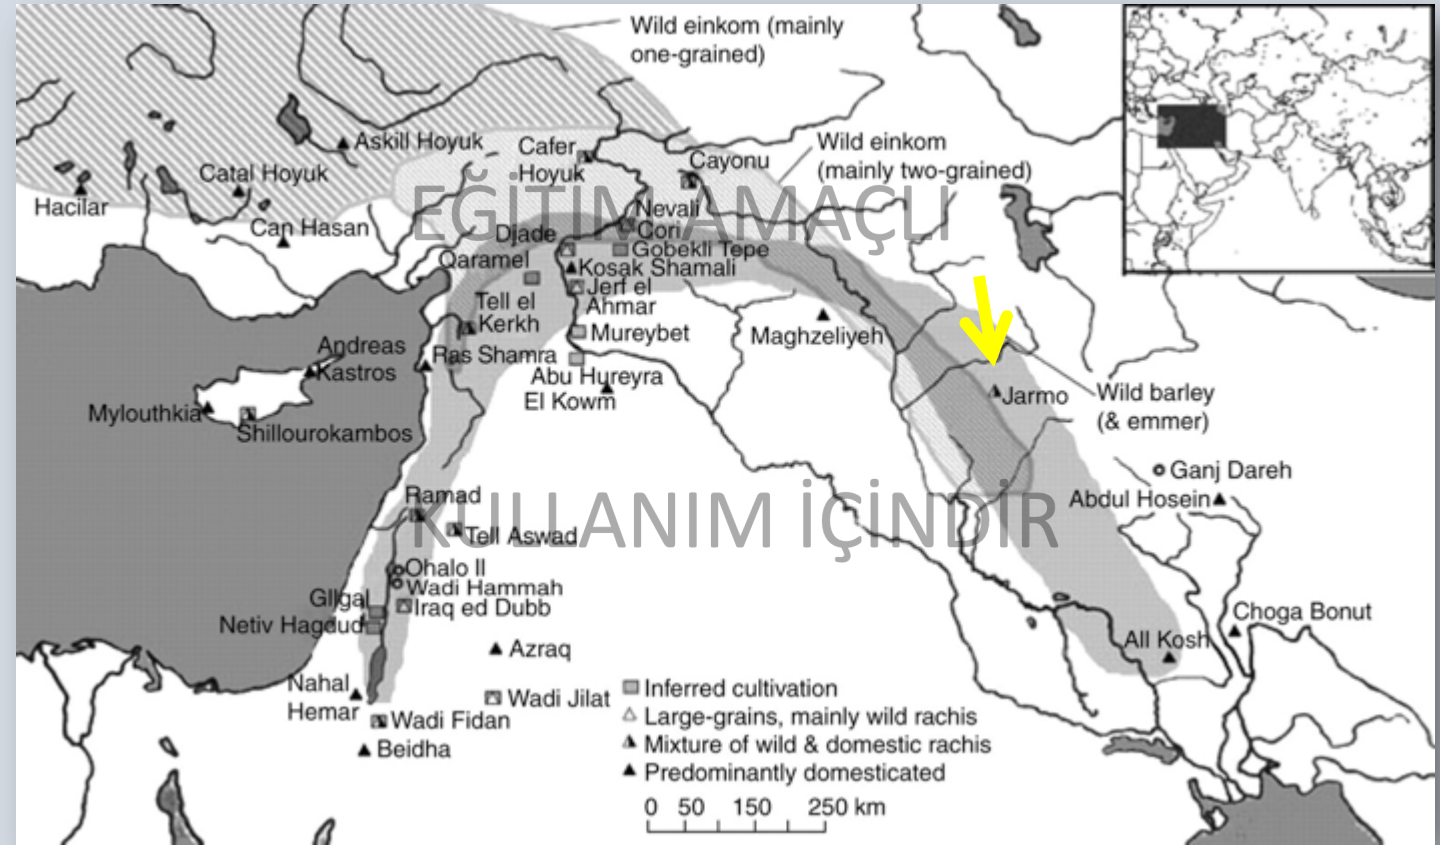 Wild einkom (mainly
one-grained)
Askill Hoyuk
Cafer
Hoyuk
Cayonu
Wild einkom
(mainly two-grained)
Catal Hoyuk
Hacilar
Can Hasan
EĞİTİM AMAÇLI
Nevali
Cori
Djade
Gobekli Tepe
Qaramel
Kosak Shamali
Jerf el
Ahmar
Tell el
Kerkh
Mureybet
Maghzeliyeh
Andreas
Kastros
Ras Shamra
Abu Hureyra
El Kowm
Jarmo
Wild barley
(& emmer)
Mylouthkia
Shillourokambos
Ganj Dareh
Abdul Hosein
Ramad
KULLANIM İÇİNDİR
Tell Aswad
Ohalo II
Wadi Hammah
Gilgal
Iraq ed Dubb
Netiv Hagdud
Choga Bonut
All Kosh
Azraq
Nahal
Hemar
Wadi Jilat
Wadi Fidan
Beidha
Inferred cultivation
Large-grains, mainly wild rachis
Mixture of wild & domestic rachis
Predominantly domesticated
0 50 150 250 km